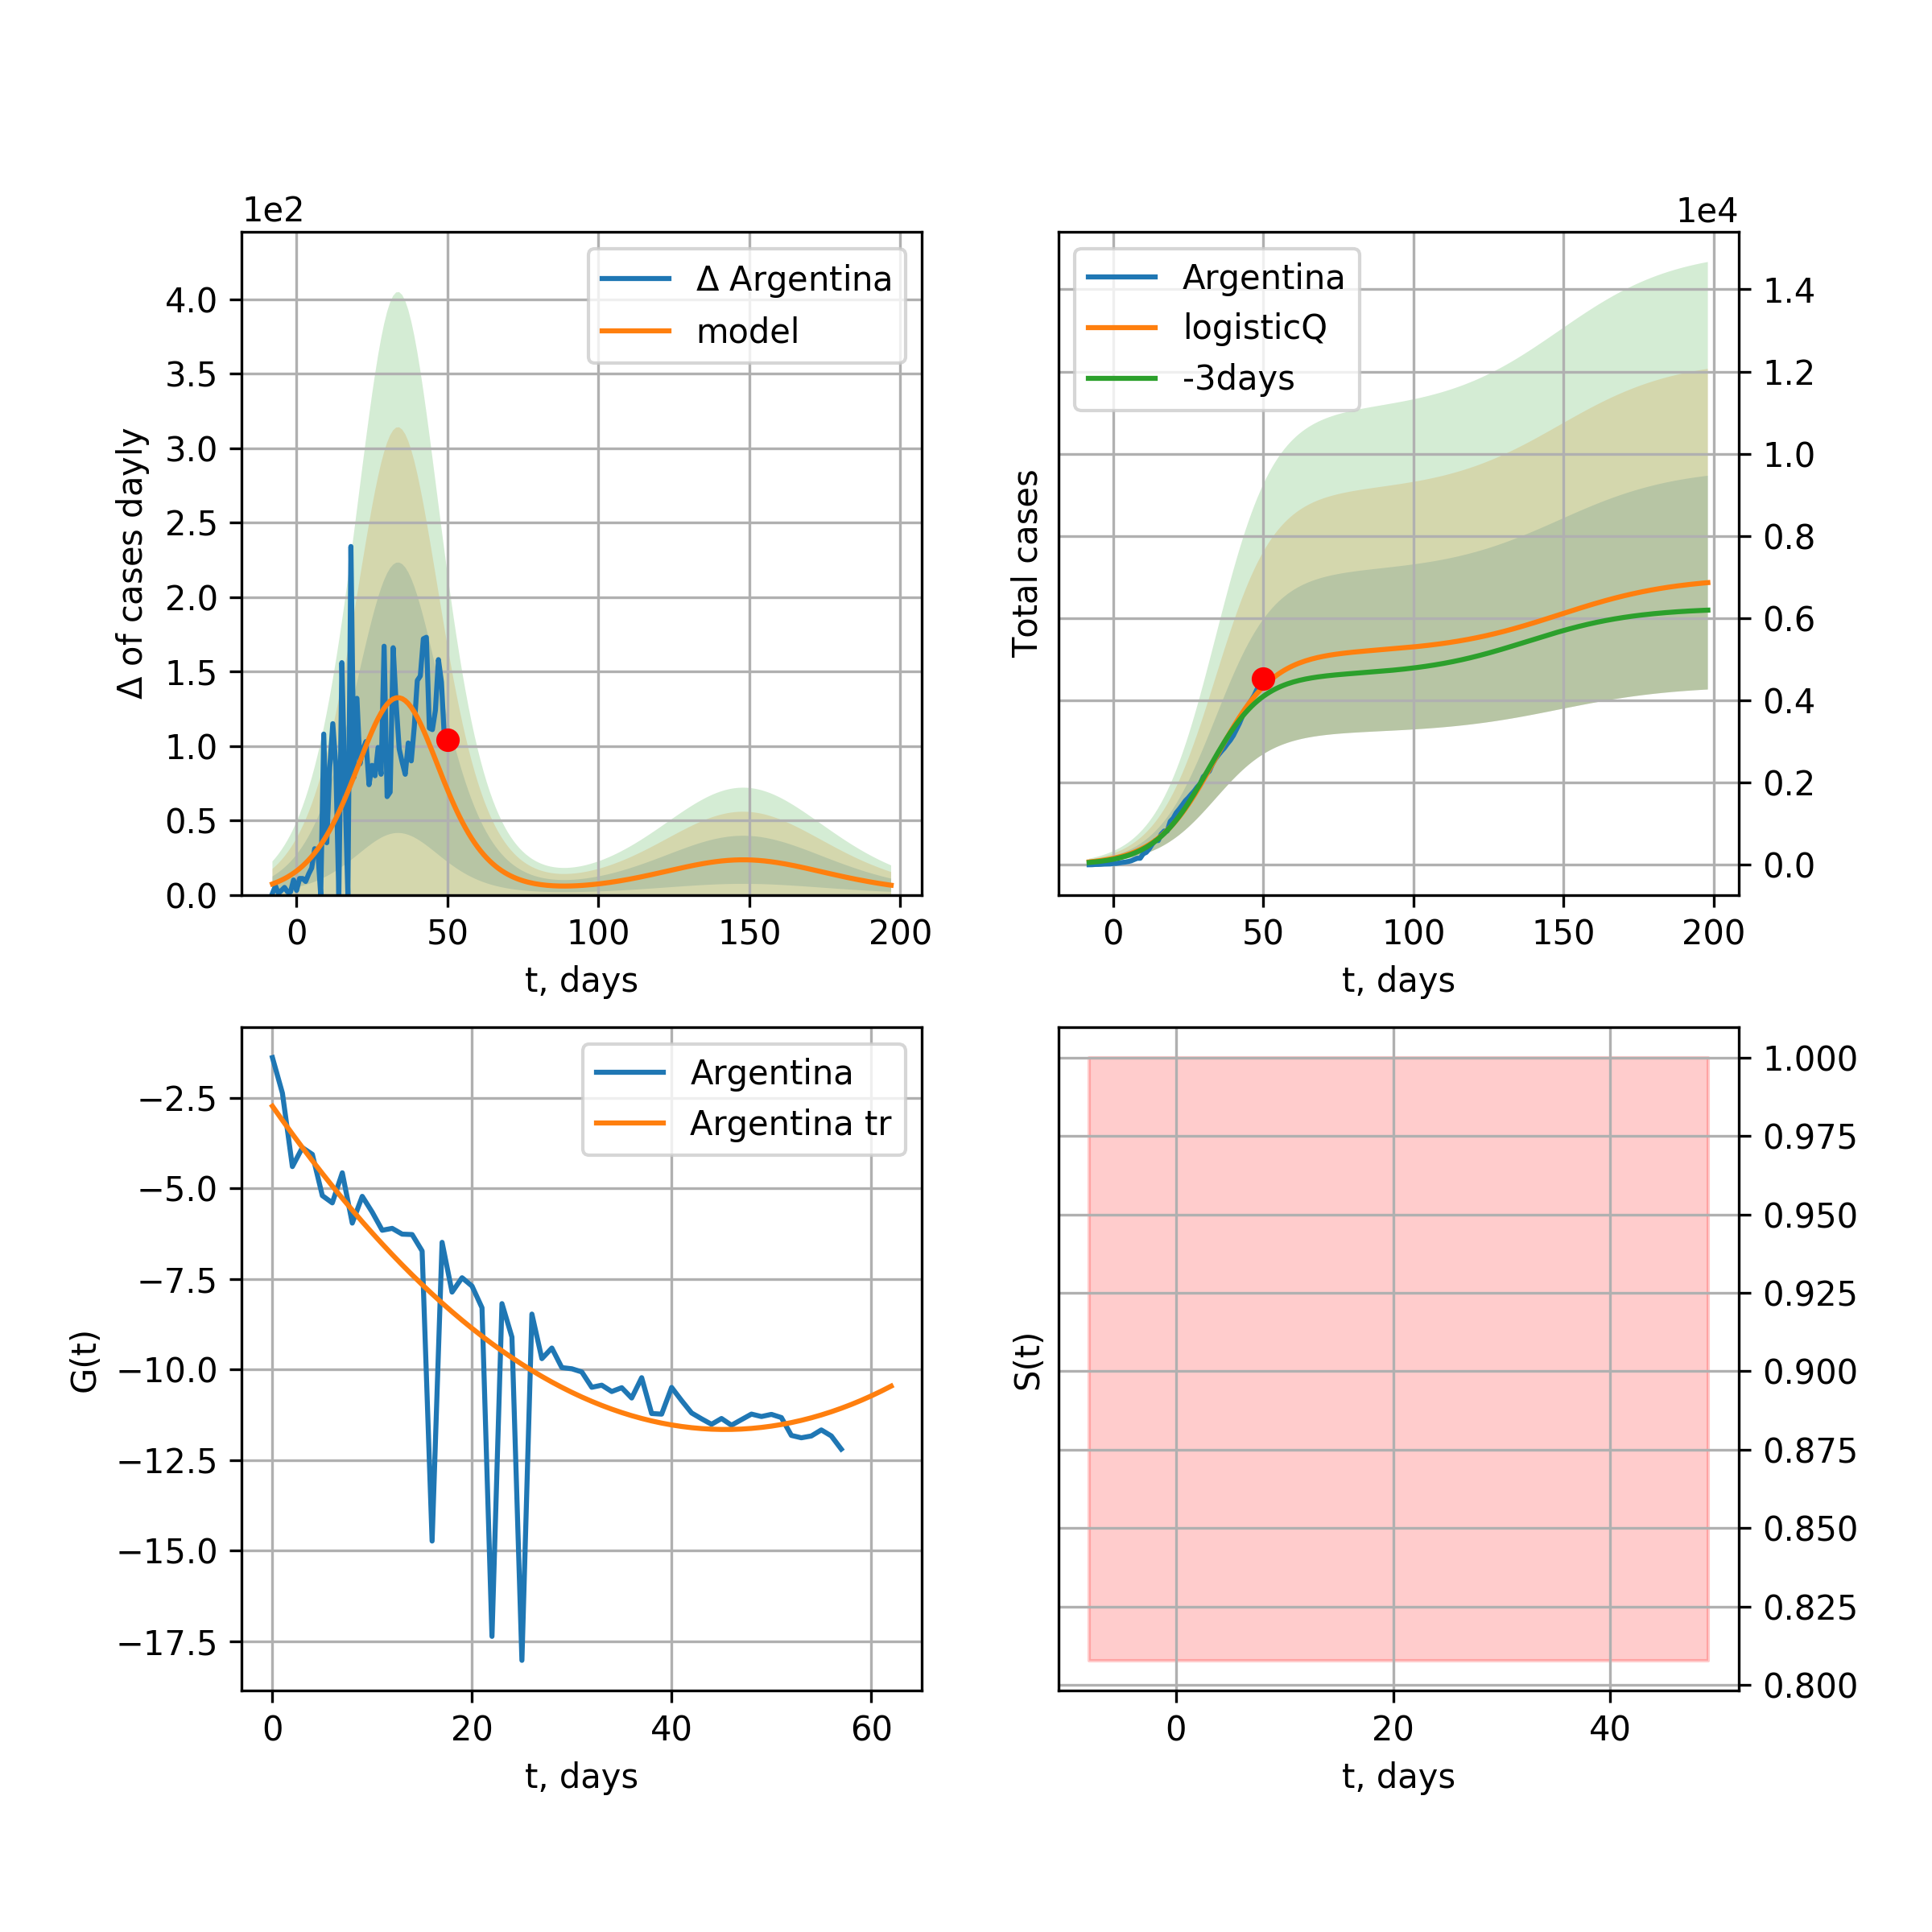 1e2
Δ Argentina
model
4.0
3.5
3.0
2.5
2.0
1.5
1.0
0.5
0.0
Δ of cases dayly
0 50 100 150 200
t, days
1e4
Argentina
logisticQ
-3days
1.4
1.2
1.0
0.8
0.6
0.4
0.2
0.0
Total cases
0 50 100 150 200
t, days
Argentina
Argentina tr
−2.5
−5.0
−7.5
−10.0
−12.5
−15.0
−17.5
G(t)
0 20 40 60
t, days
1.000
0.975
0.950
0.925
0.900
0.875
0.850
0.825
0.800
S(t)
0 20 40
t, days